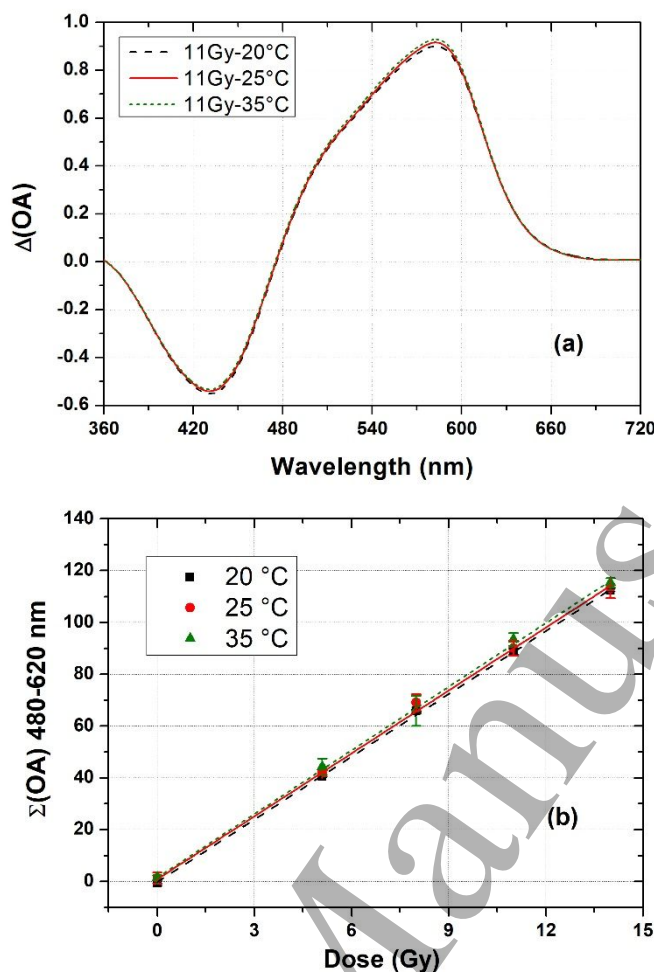 1.0
0.8
0.6
0.4
0.2
0.0
-0.2
-0.4
-0.6
Δ(OA)
11Gy-20°C
11Gy-25°C
11Gy-35°C
(a)
360 420 480 540 600 660 720
Wavelength (nm)
140
120
100
80
60
40
20
0
Σ(OA) 480-620 nm
20 °C
25 °C
35 °C
(b)
0 3 6 9 12 15
Dose (Gy)
Manus